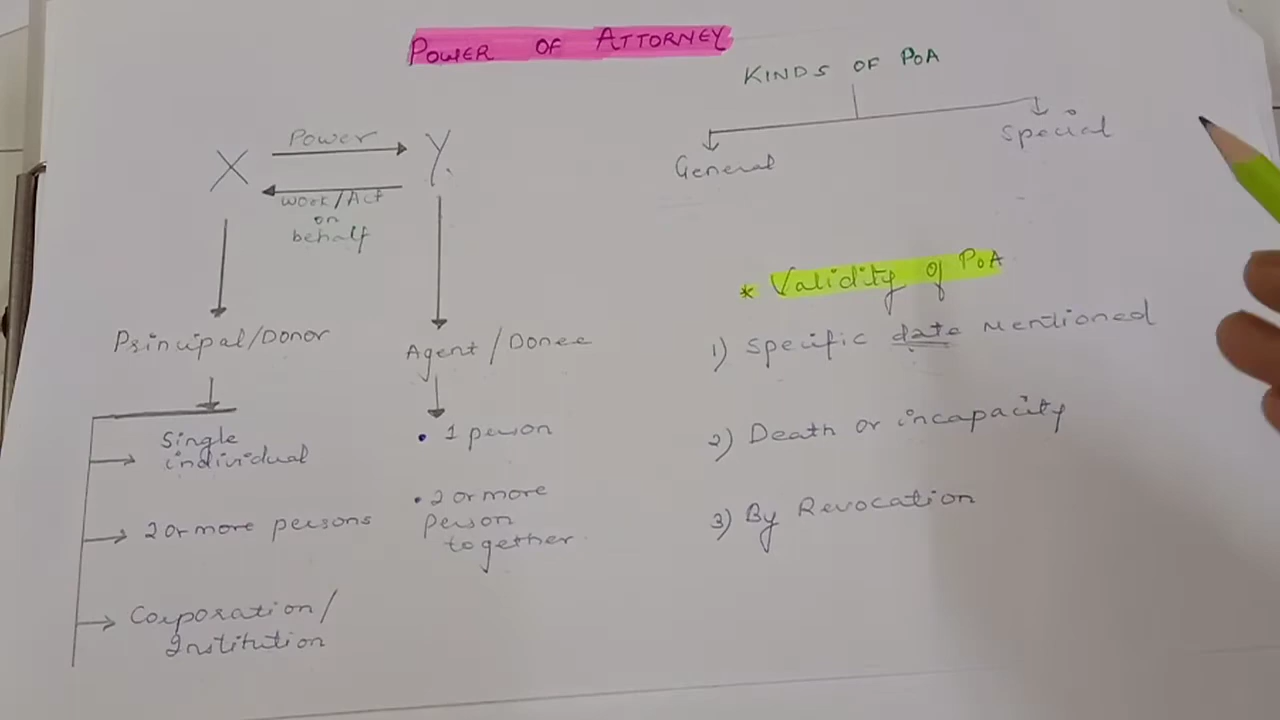 POWER OF ATTORNEY
X
Power
Y
Work/Act
on
behalf
Principal/Donor
Agent/Donee
Single
individual
2 or more persons
Corporation/
Institution
• 1 person
• 2 or more
person
together
KINDS OF PoA
General
Special
* Validity of PoA
1) Specific date Mentioned
2) Death or incapacity
3) By Revocation